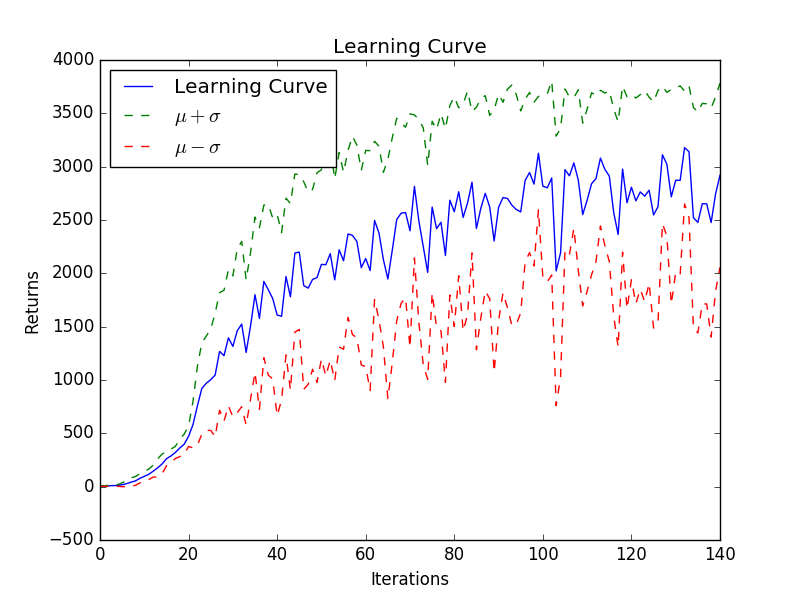 Learning Curve
4000
3500
3000
2500
2000
1500
1000
500
0
−500
Returns
Learning Curve
μ + σ
μ − σ
0 20 40 60 80 100 120 140
Iterations